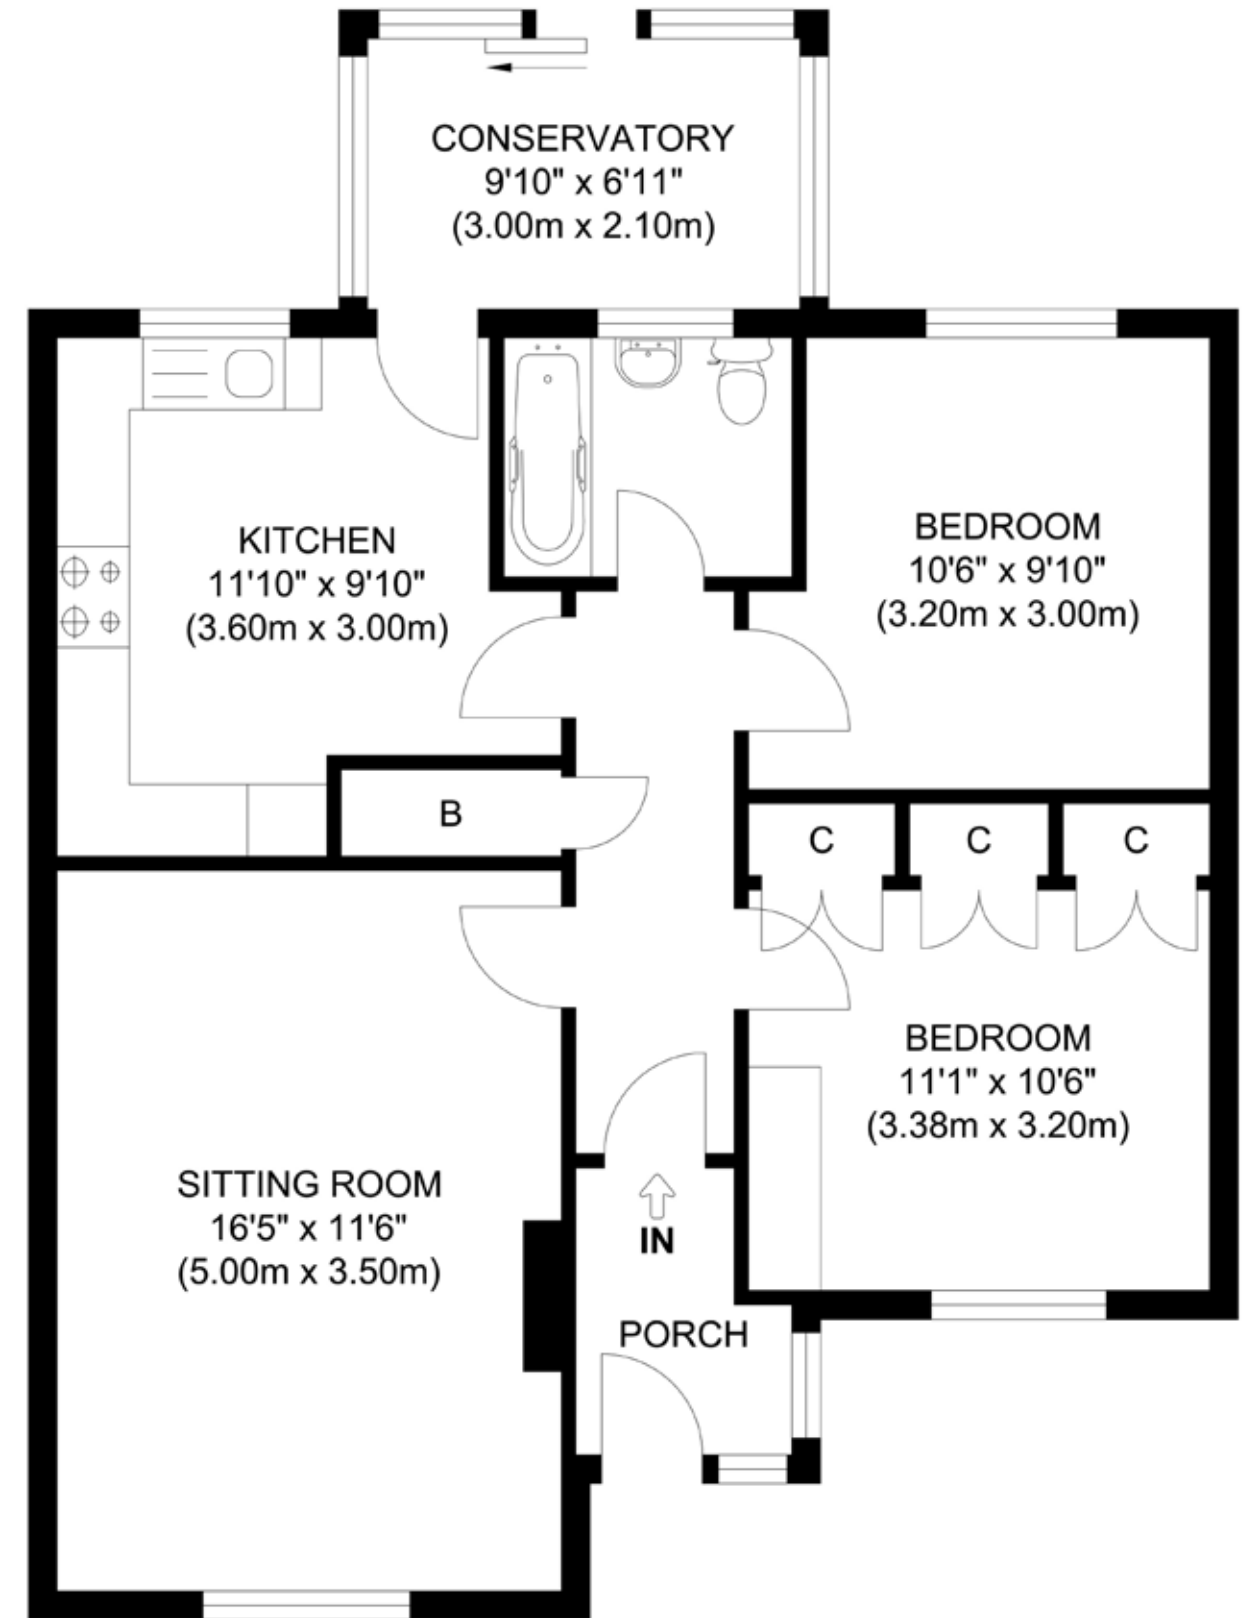 CONSERVATORY
9'10" x 6'11"
(3.00m x 2.10m)
KITCHEN
11'10" x 9'10"
(3.60m x 3.00m)
BEDROOM
10'6" x 9'10"
(3.20m x 3.00m)
B
C
C
C
BEDROOM
11'1" x 10'6"
(3.38m x 3.20m)
SITTING ROOM
16'5" x 11'6"
(5.00m x 3.50m)
IN
PORCH